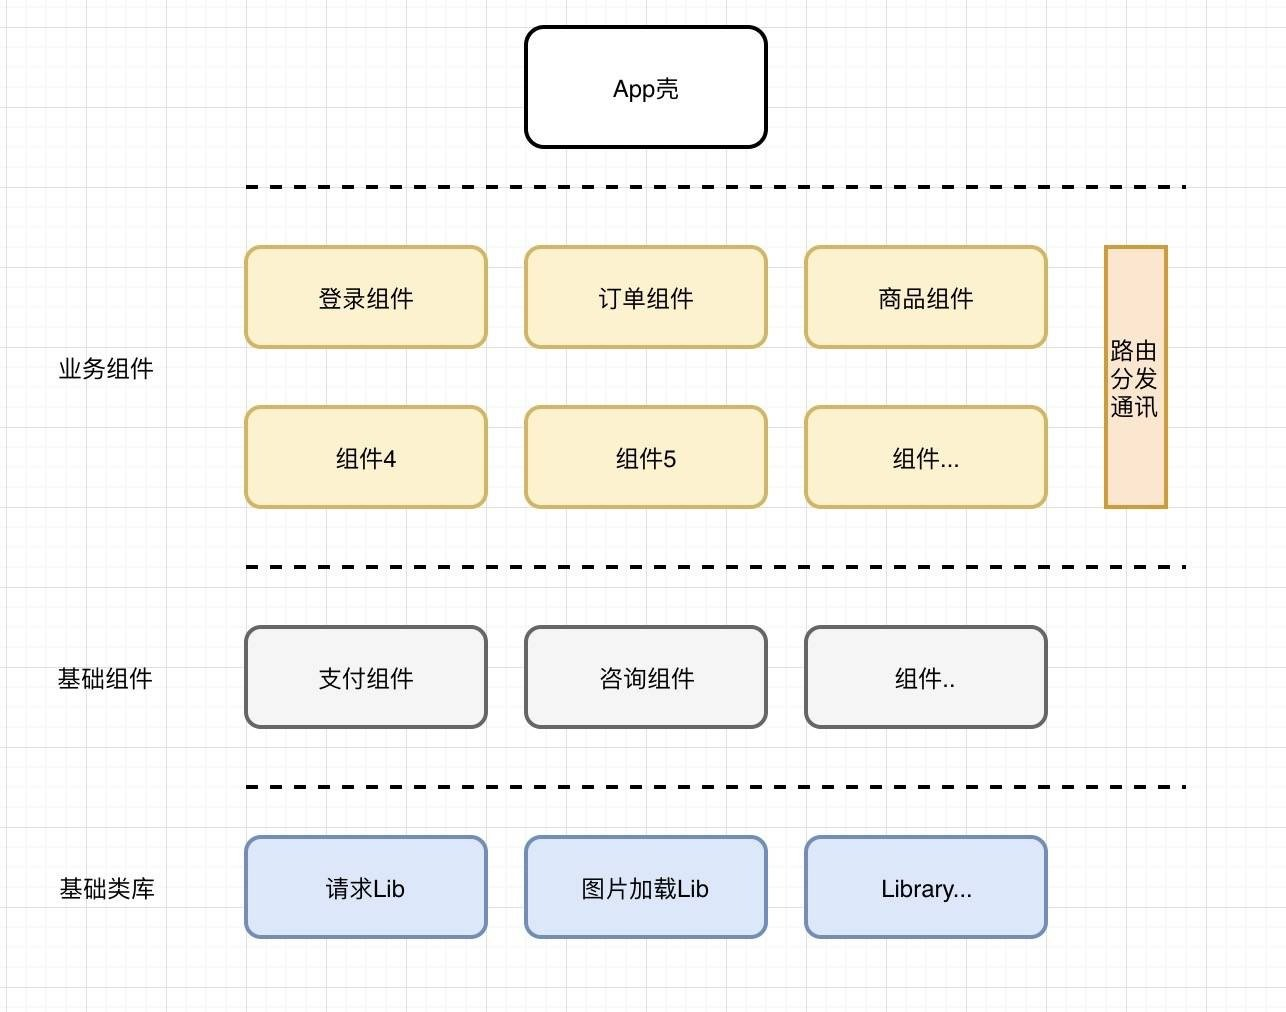 App壳
登录组件
订单组件
商品组件
业务组件
路由
分发
通讯
组件4
组件5
组件...
基础组件
支付组件
咨询组件
组件..
基础类库
请求Lib
图片加载Lib
Library...